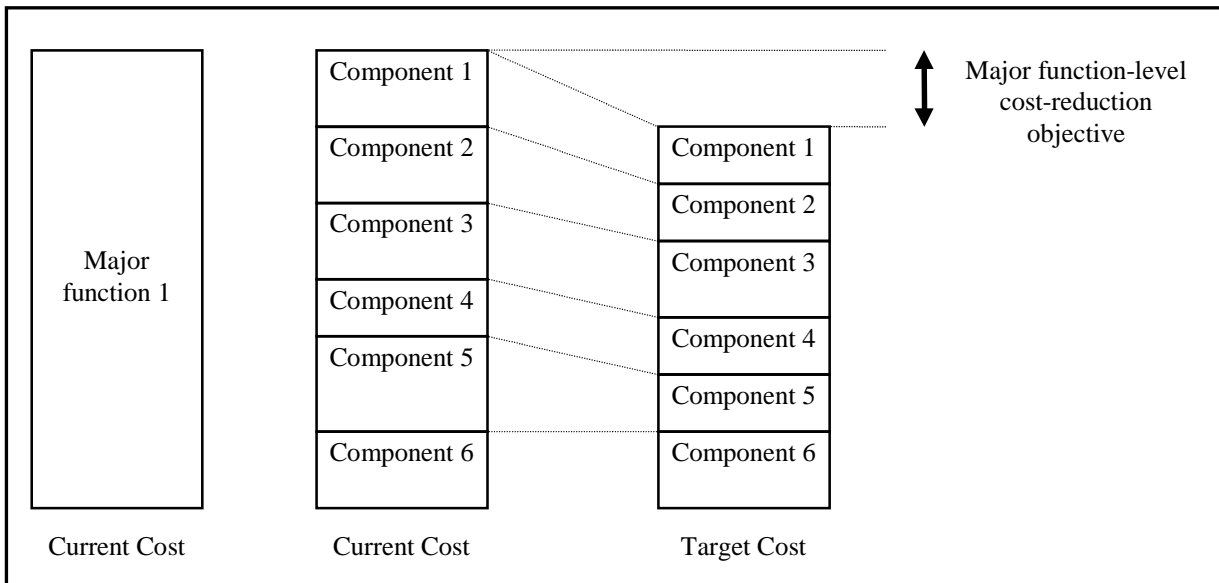 Major
function 1
Current Cost
Component 1
Component 2
Component 3
Component 4
Component 5
Component 6
Current Cost
Component 1
Component 2
Component 3
Component 4
Component 5
Component 6
Target Cost
Major function-level
cost-reduction
objective